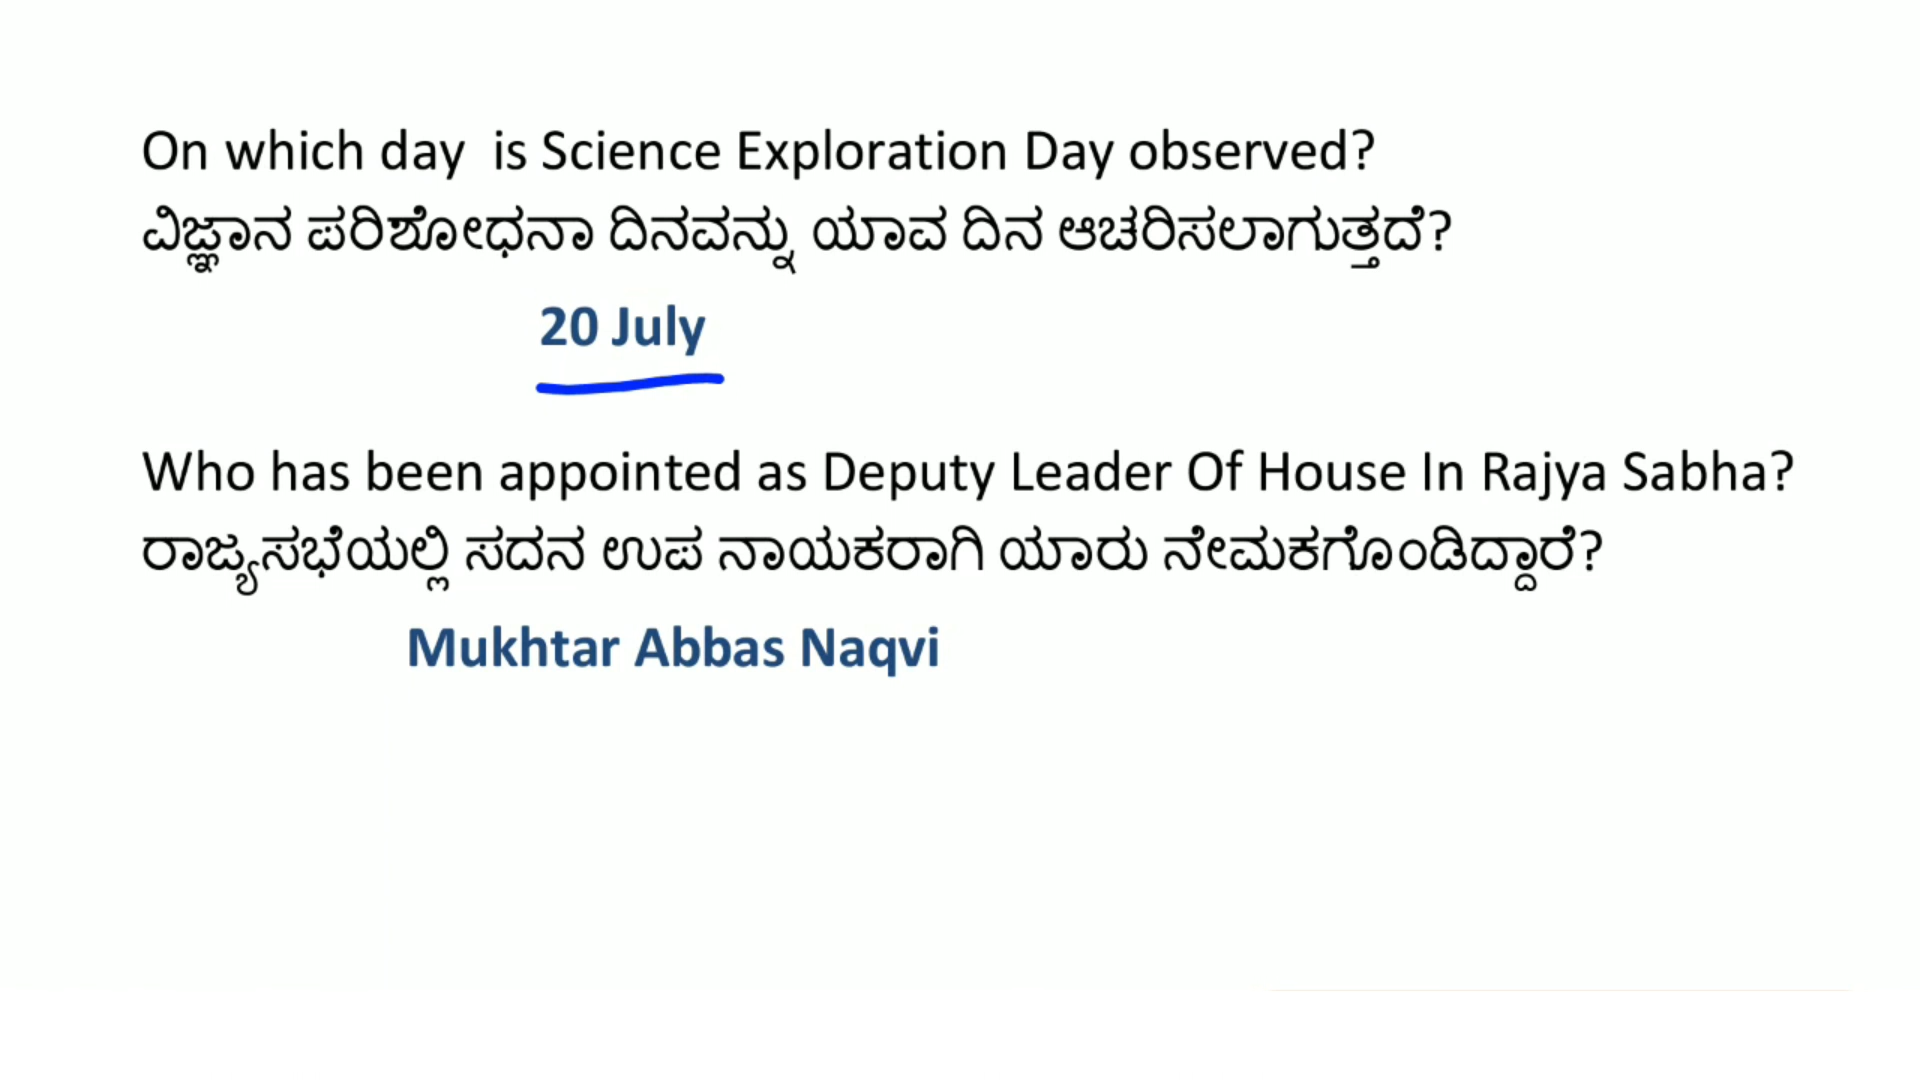 On which day  is Science Exploration Day observed?
ವಿಜ್ಞಾನ ಪರಿಶೋಧನಾ ದಿನವನ್ನು ಯಾವ ದಿನ ಆಚರಿಸಲಾಗುತ್ತದೆ?
20 July
Who has been appointed as Deputy Leader Of House In Rajya Sabha?
ರಾಜ್ಯಸಭೆಯಲ್ಲಿ ಸದನ ಉಪ ನಾಯಕರಾಗಿ ಯಾರು ನೇಮಕಗೊಂಡಿದ್ದಾರೆ?
Mukhtar Abbas Naqvi